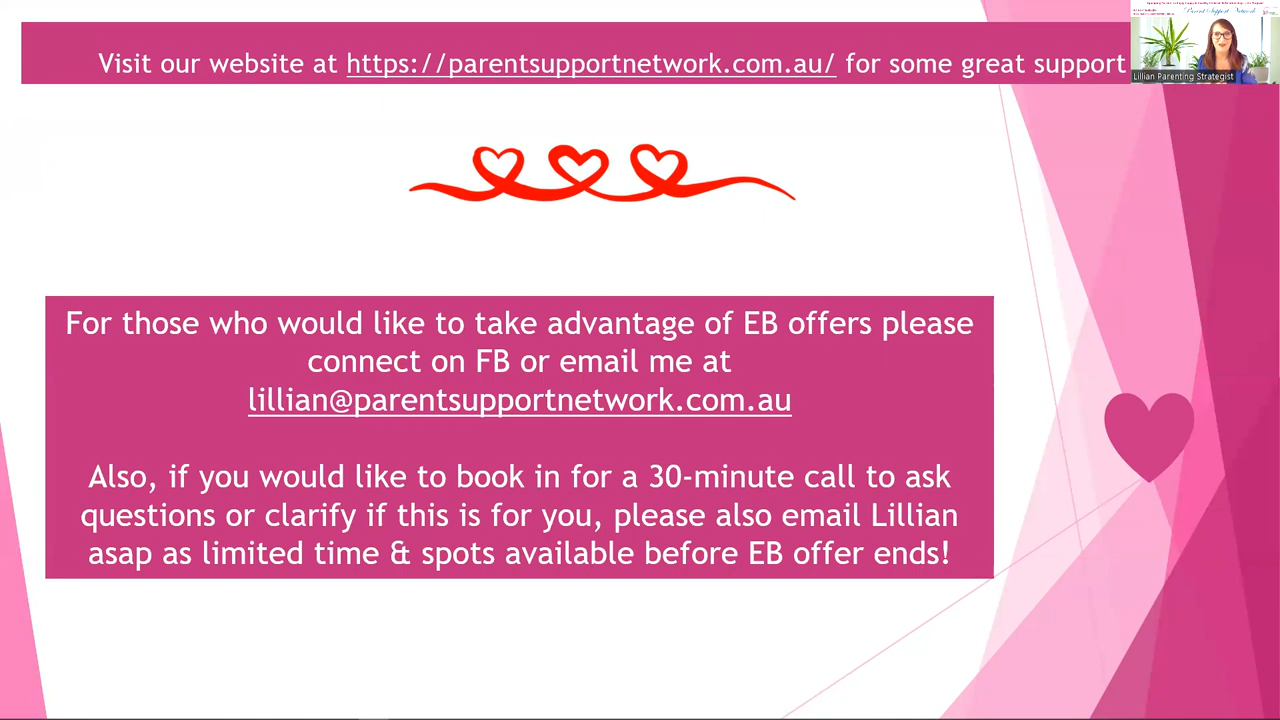 Visit our website at https://parentsupportnetwork.com.au/ for some great support
Parent Support Network
Lillian Parenting Strategist
For those who would like to take advantage of EB offers please
connect on FB or email me at
lillian@parentsupportnetwork.com.au
Also, if you would like to book in for a 30-minute call to ask
questions or clarify if this is for you, please also email Lillian
asap as limited time & spots available before EB offer ends!